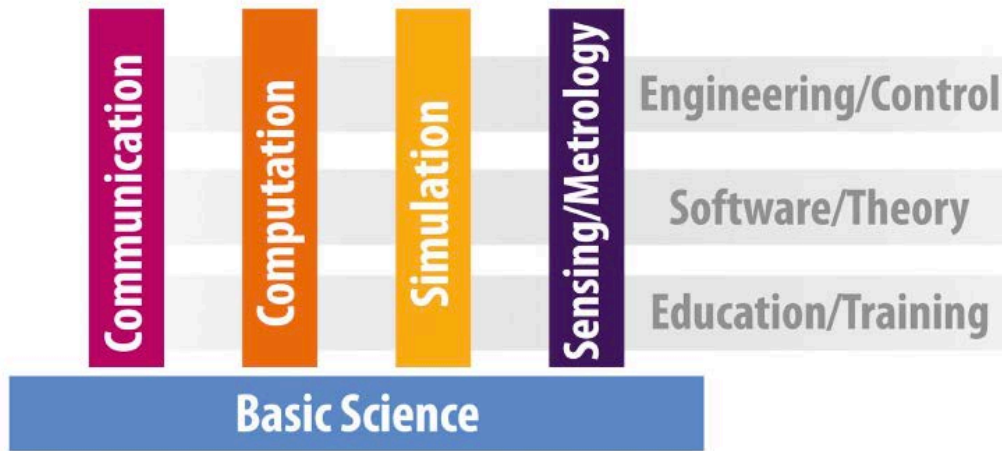 Communication
Computation
Simulation
Sensing/Metrology
Engineering/Control
Software/Theory
Education/Training
Basic Science